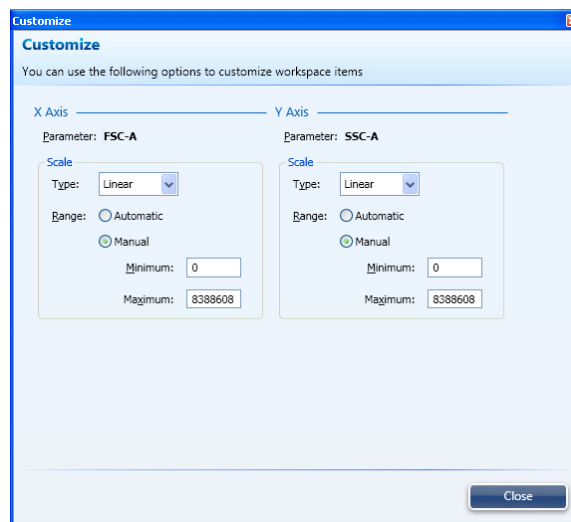 Customize
Customize
You can use the following options to customize workspace items
X Axis Y Axis
Parameter: FSC-A Parameter: SSC-A
Scale Scale
Type: Linear Type: Linear
Range: Automatic Range: Automatic
Manual Manual
Minimum: 0 Minimum: 0
Maximum: 8388608 Maximum: 8388608
Close